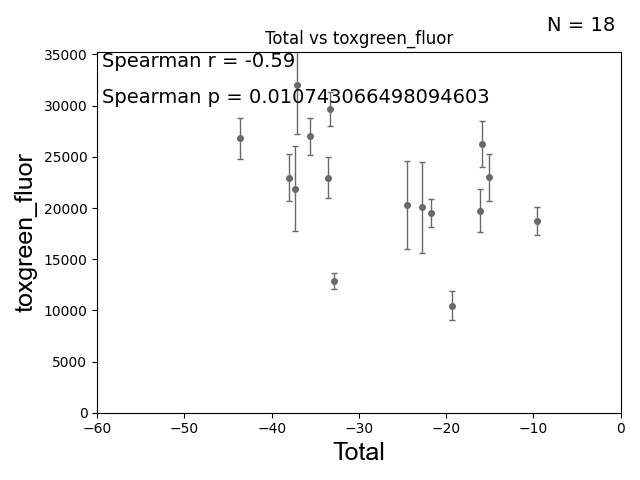 N = 18
Total vs toxgreen_fluor
Spearman r = -0.59
Spearman p = 0.010743066498094603
35000
30000
25000
20000
15000
10000
5000
0
toxgreen_fluor
−60 −50 −40 −30 −20 −10 0
Total